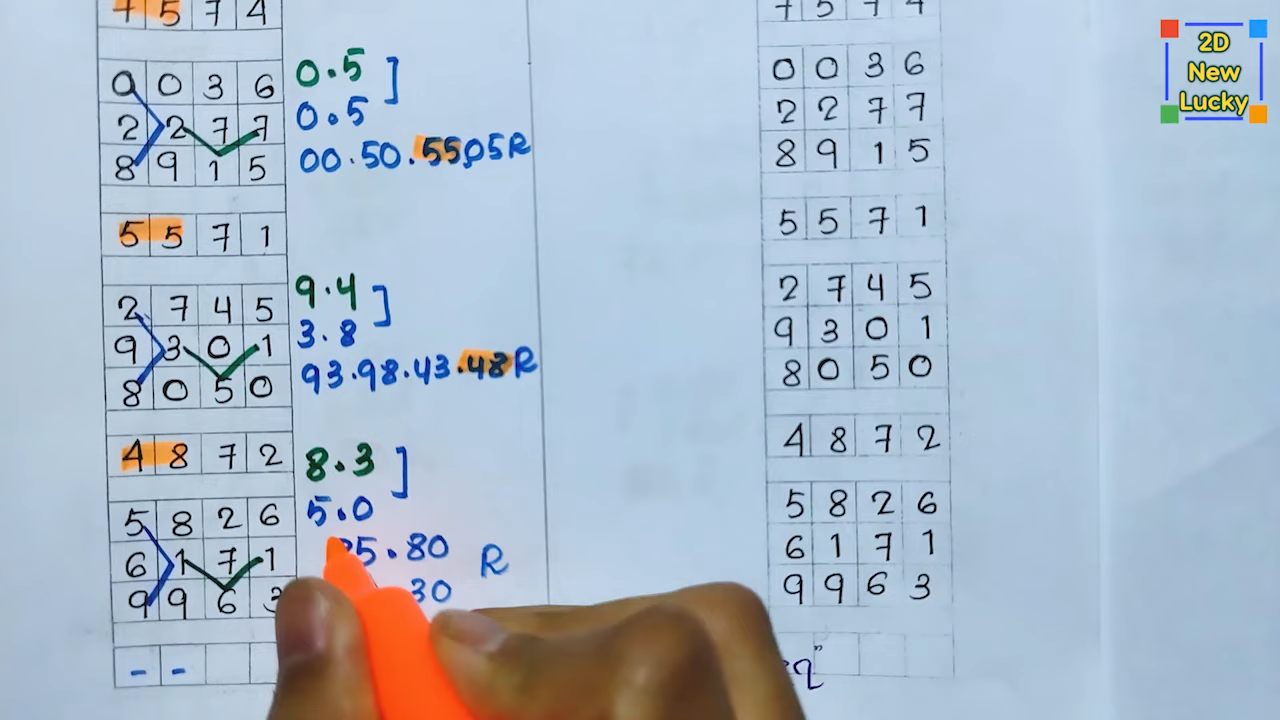 7 5 7 4
0 0 3 6
2 2 7 7
8 9 1 5
0.5
0.5
00.50.55.05R
5 5 7 1
2 7 4 5
9 3 0 1
8 0 5 0
9.4
3.8
93.98.43.48R
4 8 7 2
5 8 2 6
6 1 7 1
9 9 6 3
8.3
5.0
85.80
30
R
- -
7 5 7 4
0 0 3 6
2 2 7 7
8 9 1 5
5 5 7 1
2 7 4 5
9 3 0 1
8 0 5 0
4 8 7 2
5 8 2 6
6 1 7 1
9 9 6 3
2D
New
Lucky